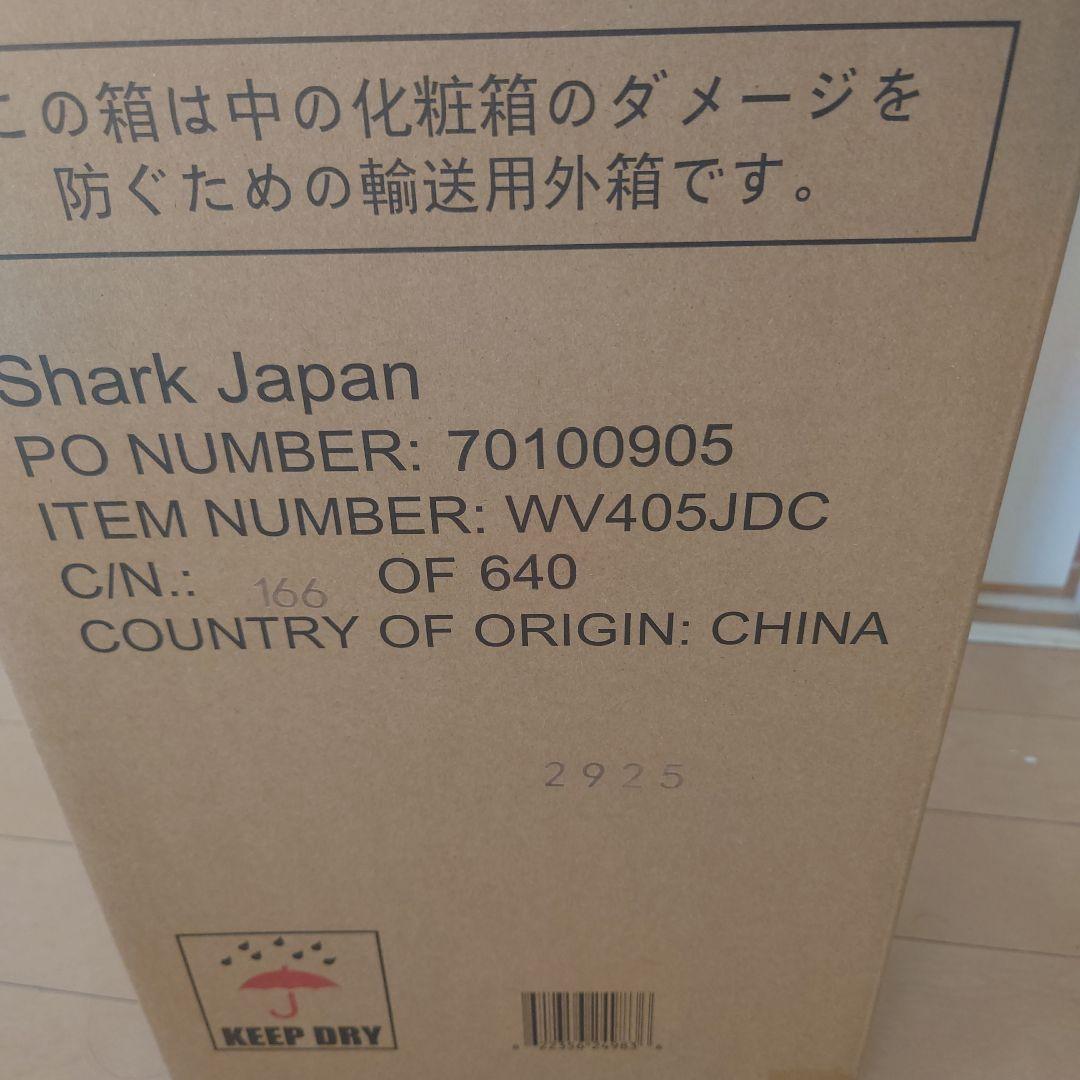 この箱は中の化粧箱のダメージを
防ぐための輸送用外箱です。
Shark Japan
PO NUMBER: 70100905
ITEM NUMBER: WV405JDC
C/N.: 166 OF 640
COUNTRY OF ORIGIN: CHINA
2925
KEEP DRY